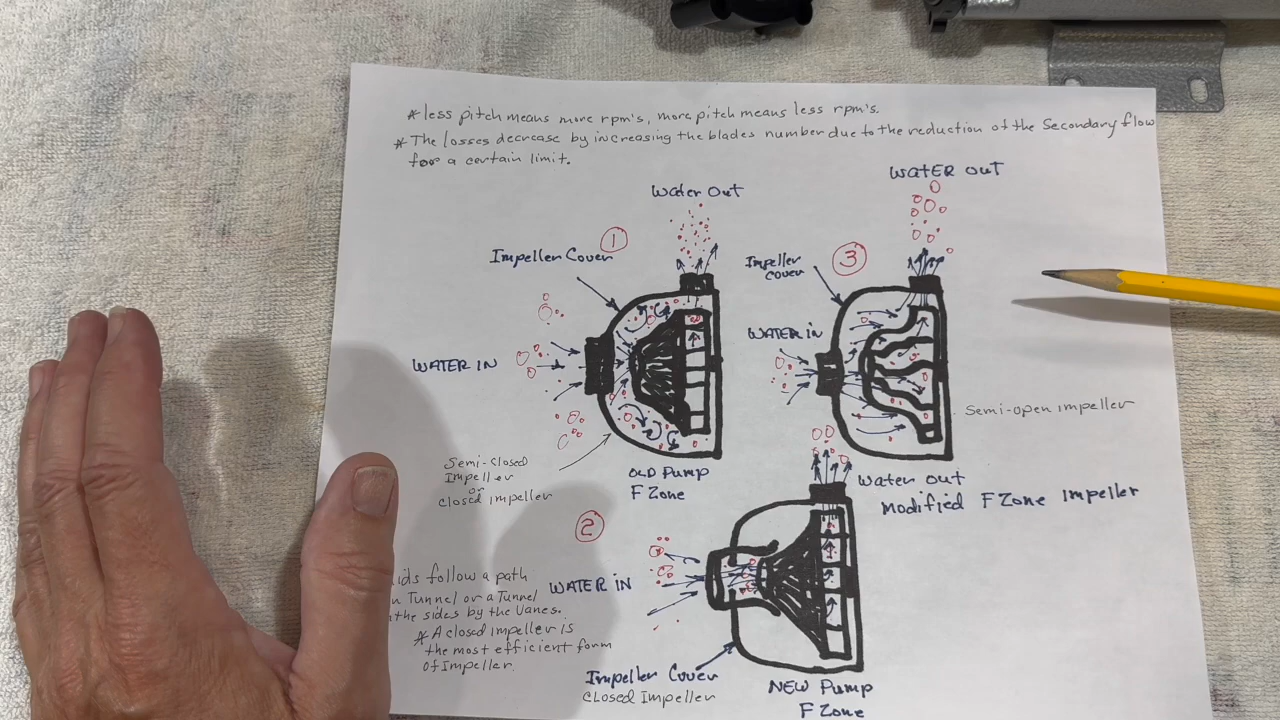 * less pitch means more rpm's, more pitch means less rpm's.
* The losses decrease by increasing the blades number due to the reduction of the Secondary flow
for a certain limit.
WATER OUT
Water Out
1
Impeller Cover
3
Impeller
cover
WATER IN
WATER IN
Semi-open impeller
Semi-closed
Impeller
or
closed impeller
OLD Pump
F Zone
Water out
Modified F Zone Impeller
2
ids follow a path
n Tunnel or a Tunnel
the sides by the Vanes.
* A closed impeller is
the most efficient form
of Impeller.
WATER IN
Impeller Cover
Closed Impeller
NEW Pump
F Zone